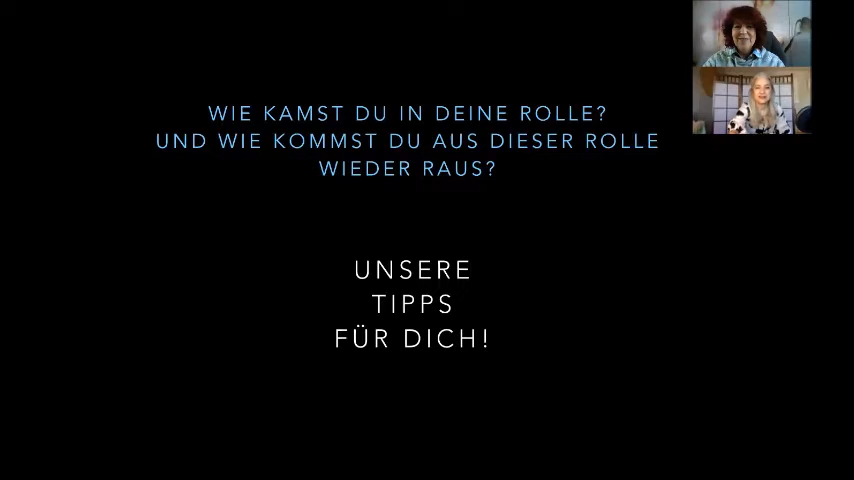 WIE KAMST DU IN DEINE ROLLE?
UND WIE KOMMST DU AUS DIESER ROLLE
WIEDER RAUS?
UNSERE
TIPPS
FÜR DICH!